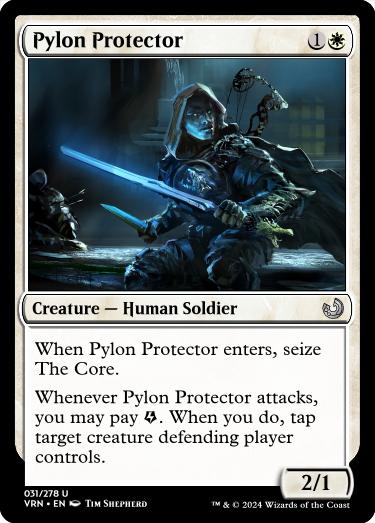 Pylon Protector 1
Creature — Human Soldier
When Pylon Protector enters, seize
The Core.
Whenever Pylon Protector attacks,
you may pay . When you do, tap
target creature defending player
controls.
2/1
031/278 U
VRN • EN Tim Shepherd
™ & © 2024 Wizards of the Coast